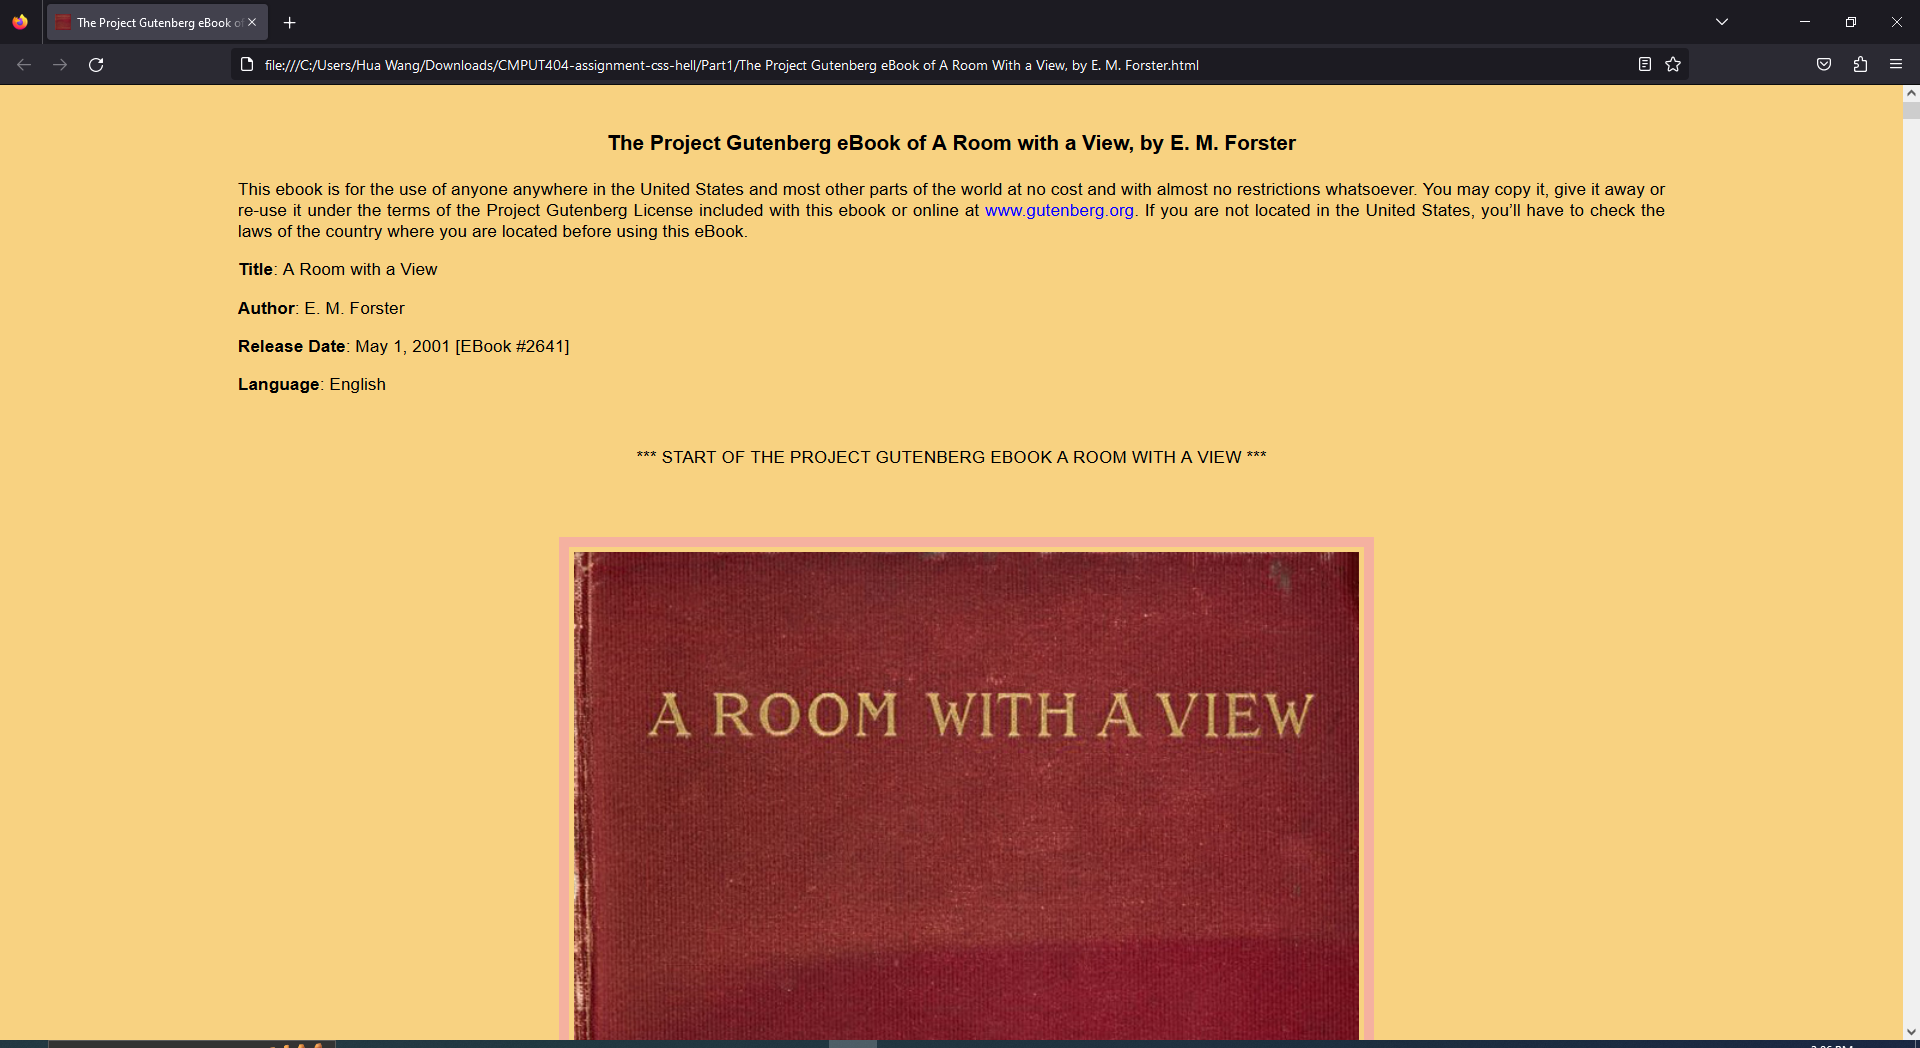 The Project Gutenberg eBook of
file:///C:/Users/Hua Wang/Downloads/CMPUT404-assignment-css-hell/Part1/The Project Gutenberg eBook of A Room With a View, by E. M. Forster.html
The Project Gutenberg eBook of A Room with a View, by E. M. Forster
This ebook is for the use of anyone anywhere in the United States and most other parts of the world at no cost and with almost no restrictions whatsoever. You may copy it, give it away or
re-use it under the terms of the Project Gutenberg License included with this ebook or online at www.gutenberg.org. If you are not located in the United States, you’ll have to check the
laws of the country where you are located before using this eBook.
Title: A Room with a View
Author: E. M. Forster
Release Date: May 1, 2001 [EBook #2641]
Language: English
*** START OF THE PROJECT GUTENBERG EBOOK A ROOM WITH A VIEW ***
A ROOM WITH A VIEW